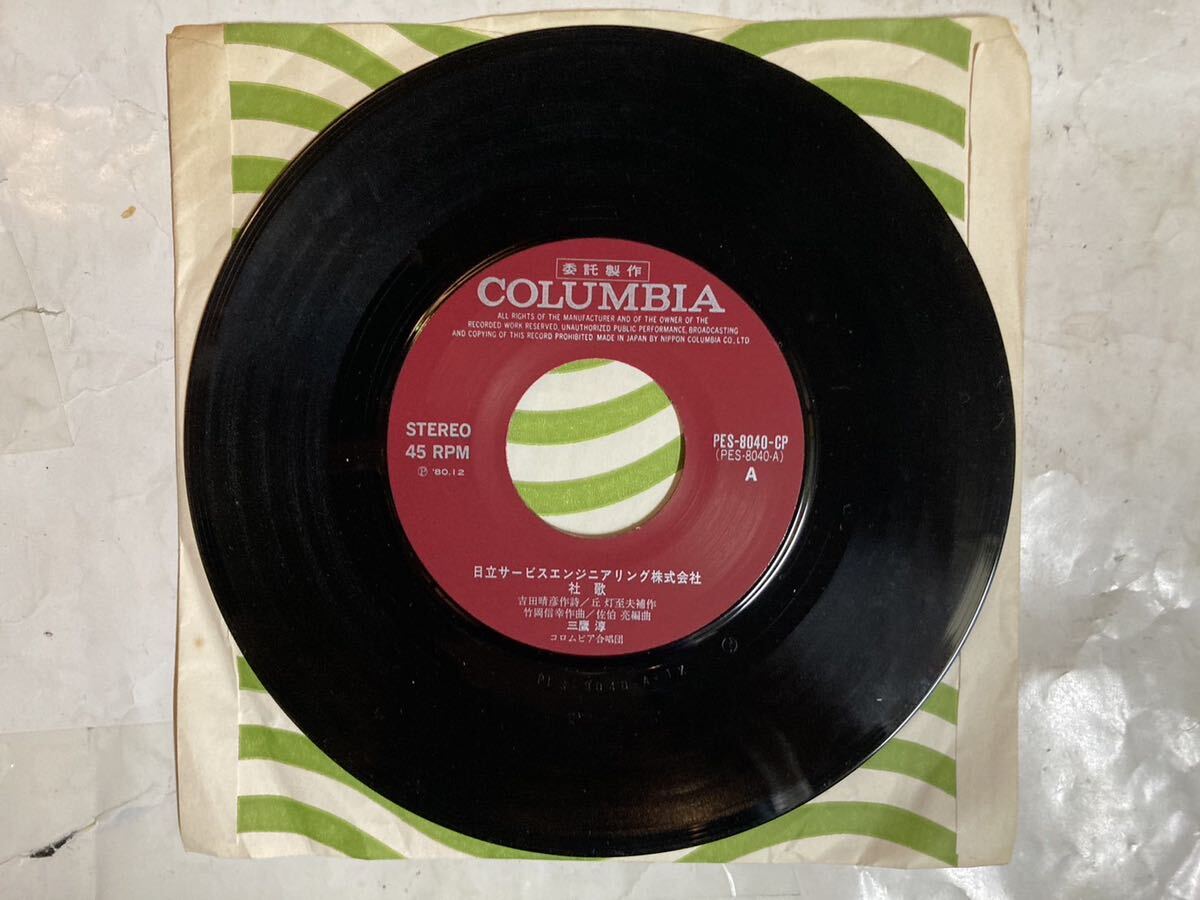 委託製作
COLUMBIA
ALL RIGHTS OF THE MANUFACTURER AND OF THE OWNER OF THE
RECORDED WORK RESERVED, UNAUTHORIZED PUBLIC PERFORMANCE, BROADCASTING
AND COPYING OF THIS RECORD PROHIBITED MADE IN JAPAN BY NIPPON COLUMBIA CO., LTD
STEREO
45 RPM
Ⓟ '80.12
PES-8040-CP
(PES-8040-A)
A
日立サービスエンジニアリング株式会社
社歌
吉田晴彦作詩／丘 灯至夫補作
竹岡信幸作曲／佐伯 亮編曲
三鷹 淳
コロムビア合唱団